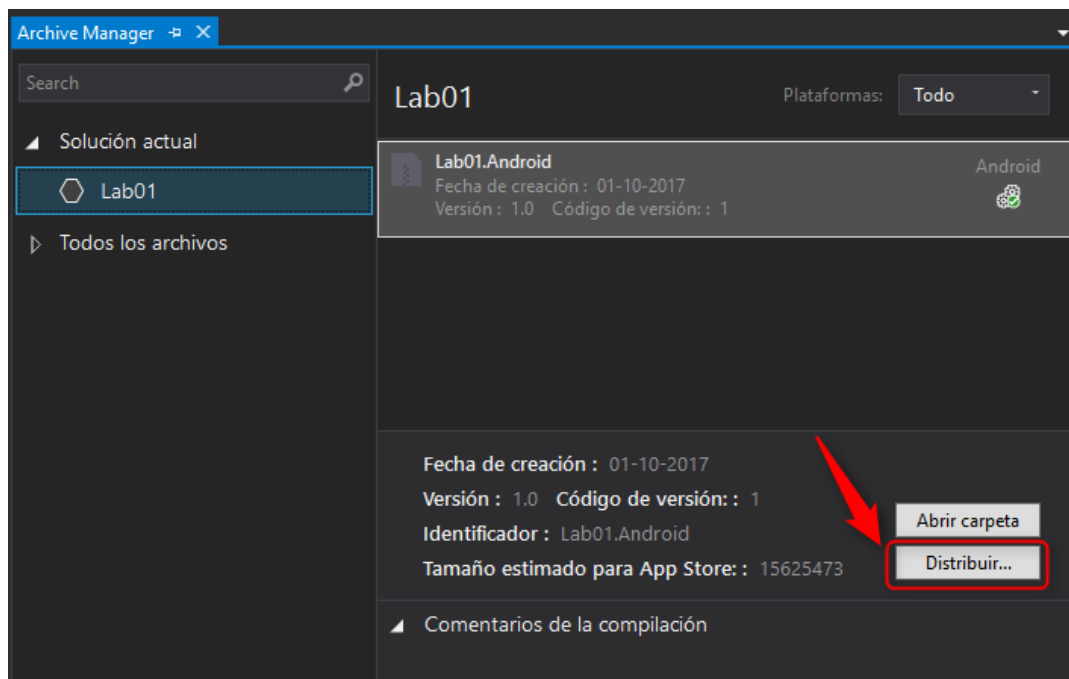 Archive Manager
Search
Solución actual
Lab01
Todos los archivos
Lab01
Plataformas: Todo
Lab01.Android
Android
Fecha de creación : 01-10-2017
Versión : 1.0 Código de versión: : 1
Fecha de creación : 01-10-2017
Versión : 1.0 Código de versión: : 1
Identificador : Lab01.Android
Tamaño estimado para App Store: : 15625473
Abrir carpeta
Distribuir...
Comentarios de la compilación